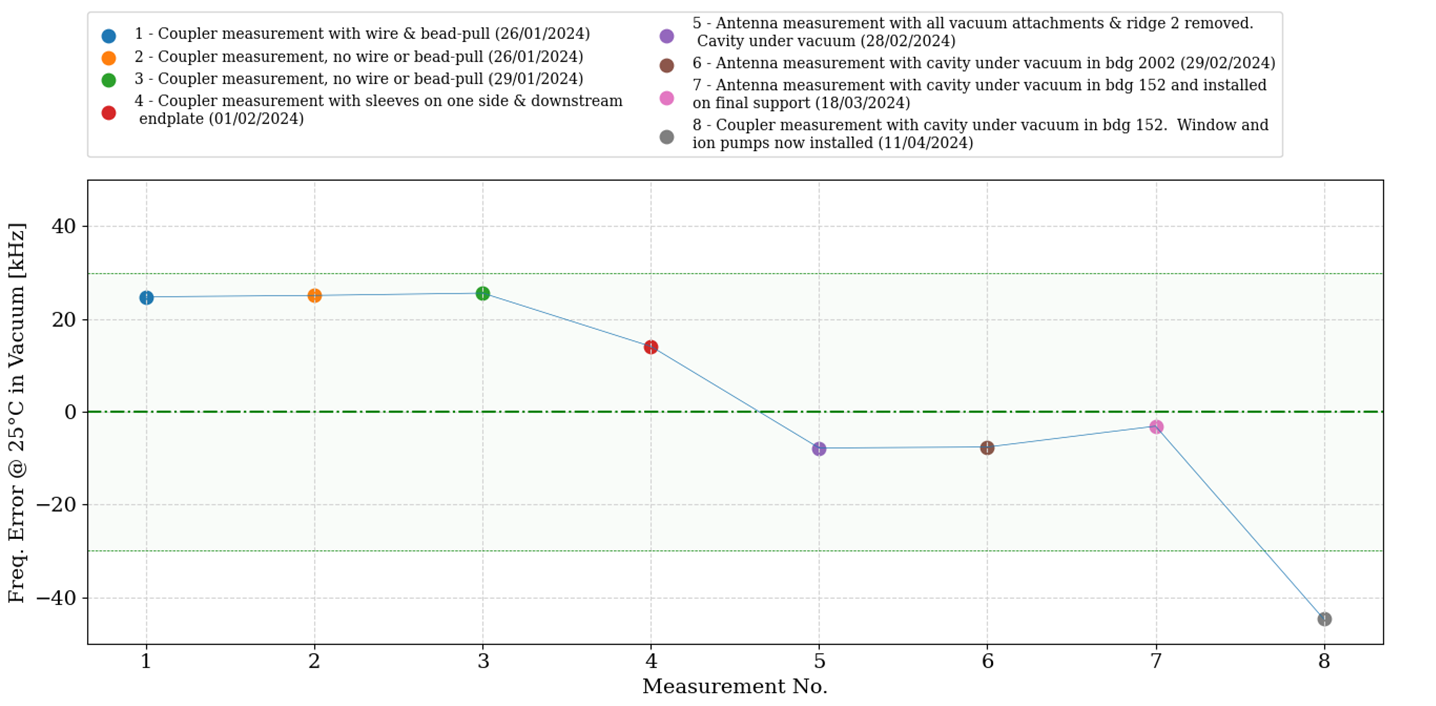 1 - Coupler measurement with wire & bead-pull (26/01/2024)
2 - Coupler measurement, no wire or bead-pull (26/01/2024)
3 - Coupler measurement, no wire or bead-pull (29/01/2024)
4 - Coupler measurement with sleeves on one side & downstream
endplate (01/02/2024)
5 - Antenna measurement with all vacuum attachments & ridge 2 removed.
Cavity under vacuum (28/02/2024)
6 - Antenna measurement with cavity under vacuum in bdg 2002 (29/02/2024)
7 - Antenna measurement with cavity under vacuum in bdg 152 and installed
on final support (18/03/2024)
8 - Coupler measurement with cavity under vacuum in bdg 152.  Window and
ion pumps now installed (11/04/2024)
Freq. Error @ 25°C in Vacuum [kHz]
40
20
0
−20
−40
1 2 3 4 5 6 7 8
Measurement No.